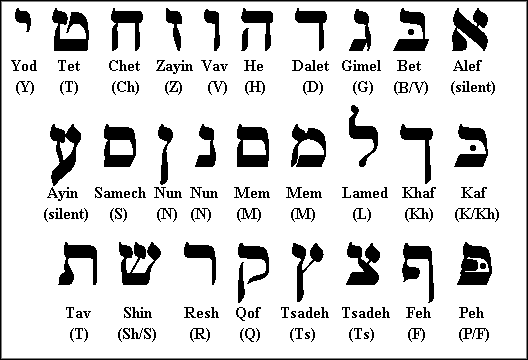 א בּ ג ד ה ו ז ח ט י
Yod Tet Chet Zayin Vav He Dalet Gimel Bet Alef
(Y) (T) (Ch) (Z) (V) (H) (D) (G) (B/V) (silent)
כּ ך ל מ ם נ ן ס ע
Ayin Samech Nun Nun Mem Mem Lamed Khaf Kaf
(silent) (S) (N) (N) (M) (M) (L) (Kh) (K/Kh)
פּ ף צ ץ ק ר ש ת
Tav Shin Resh Qof Tsadeh Tsadeh Feh Peh
(T) (Sh/S) (R) (Q) (Ts) (Ts) (F) (P/F)